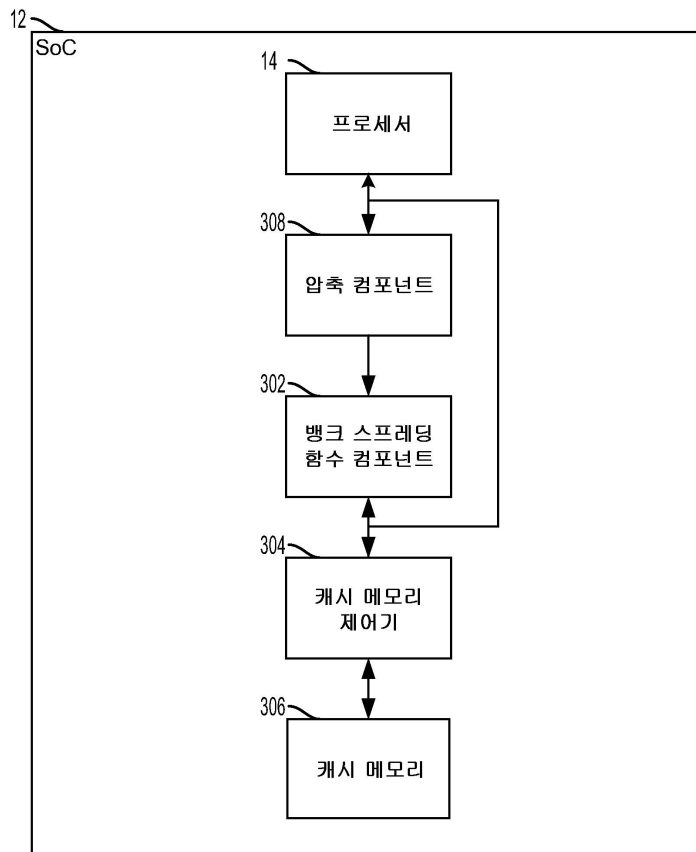 12
SoC
14
프로세서
308
압축 컴포넌트
302
뱅크 스프레딩
함수 컴포넌트
304
캐시 메모리
제어기
306
캐시 메모리